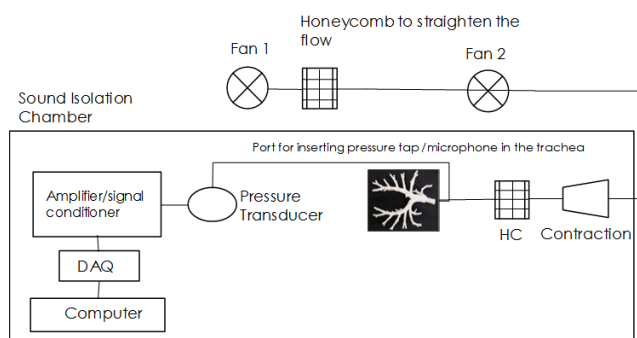 Honeycomb to straighten the
flow
Fan 1
Fan 2
Sound Isolation
Chamber
Port for inserting pressure tap/microphone in the trachea
Amplifier/signal
conditioner
Pressure
Transducer
HC
Contraction
DAQ
Computer